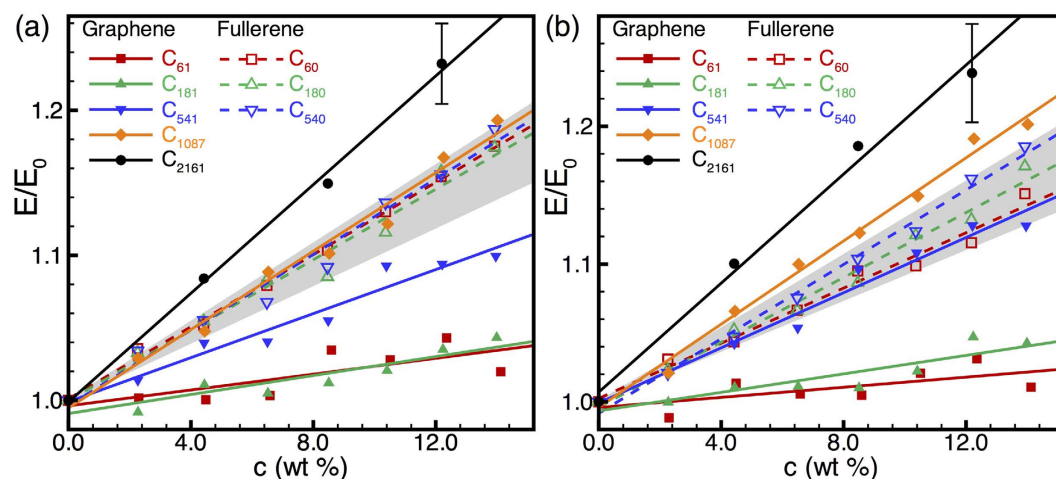 (a) Graphene Fullerene
C₆₁ C₆₀
C₁₈₁ C₁₈₀
C₅₄₁ C₅₄₀
C₁₀₈₇
C₂₁₆₁
1.2
1.1
1.0
E/E₀
0.0 4.0 8.0 12.0
c (wt %)
(b) Graphene Fullerene
C₆₁ C₆₀
C₁₈₁ C₁₈₀
C₅₄₁ C₅₄₀
C₁₀₈₇
C₂₁₆₁
1.2
1.1
1.0
E/E₀
0.0 4.0 8.0 12.0
c (wt %)